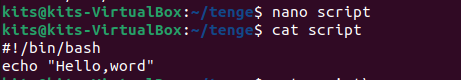 kits@kits-VirtualBox:~/tenge$ nano script
kits@kits-VirtualBox:~/tenge$ cat script
#!/bin/bash
echo "Hello,word"